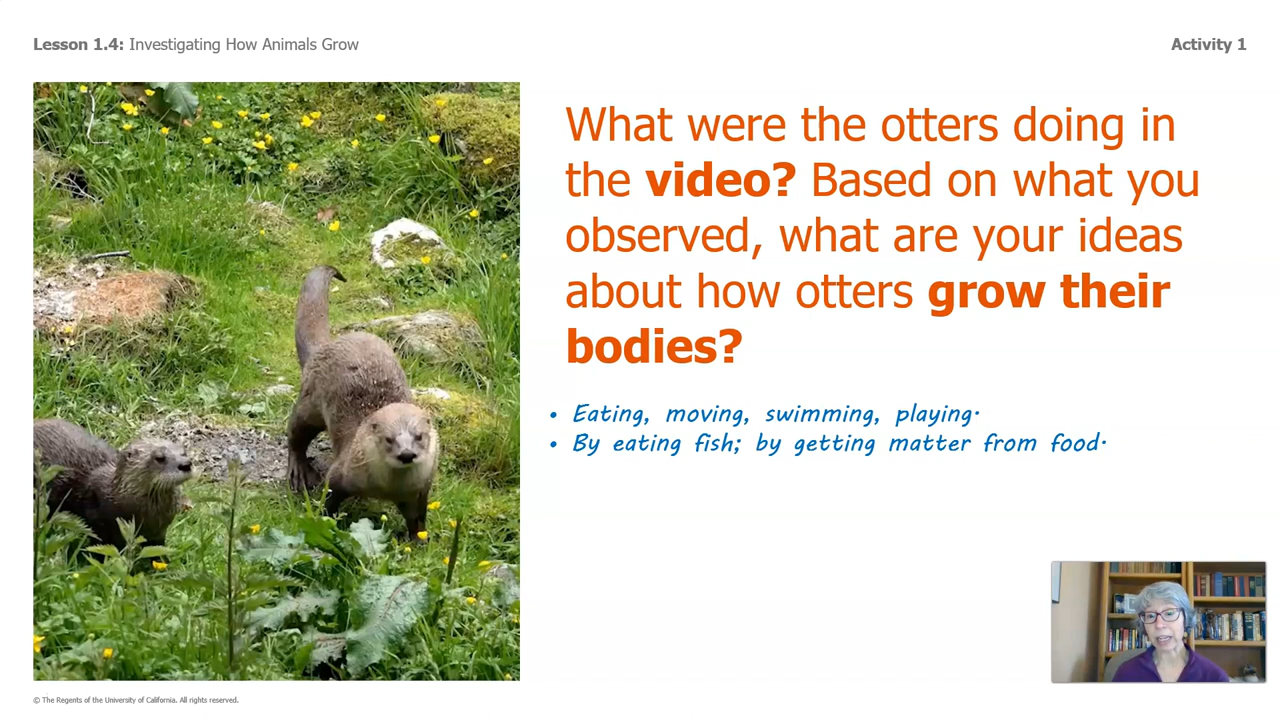 Lesson 1.4: Investigating How Animals Grow
Activity 1
What were the otters doing in
the video? Based on what you
observed, what are your ideas
about how otters grow their
bodies?
• Eating, moving, swimming, playing.
• By eating fish; by getting matter from food.
© The Regents of the University of California. All rights reserved.